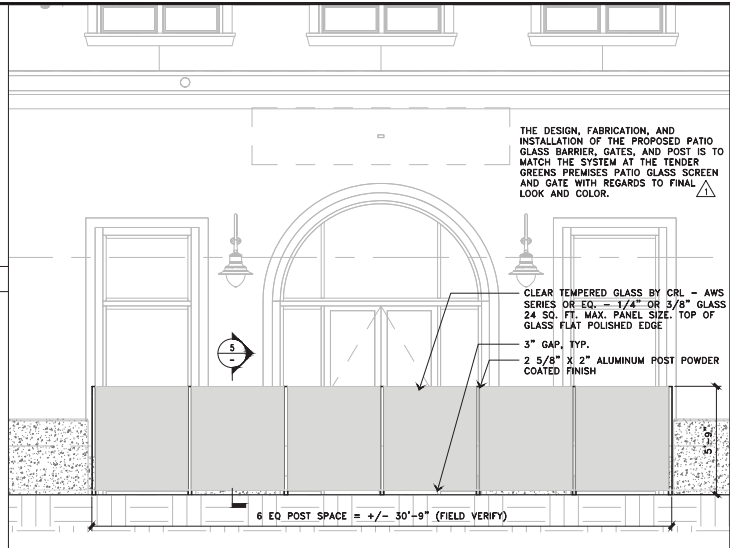 THE DESIGN, FABRICATION, AND
INSTALLATION OF THE PROPOSED PATIO
GLASS BARRIER, GATES, AND POST IS TO
MATCH THE SYSTEM AT THE TENDER
GREENS PREMISES PATIO GLASS SCREEN
AND GATE WITH REGARDS TO FINAL
LOOK AND COLOR.
1
CLEAR TEMPERED GLASS BY CRL - AWS
SERIES OR EQ. - 1/4" OR 3/8" GLASS
24 SQ. FT. MAX. PANEL SIZE. TOP OF
GLASS FLAT POLISHED EDGE
3" GAP, TYP.
2 5/8" X 2" ALUMINUM POST POWDER
COATED FINISH
5
-
5'-9"
6 EQ POST SPACE = +/- 30'-9" (FIELD VERIFY)